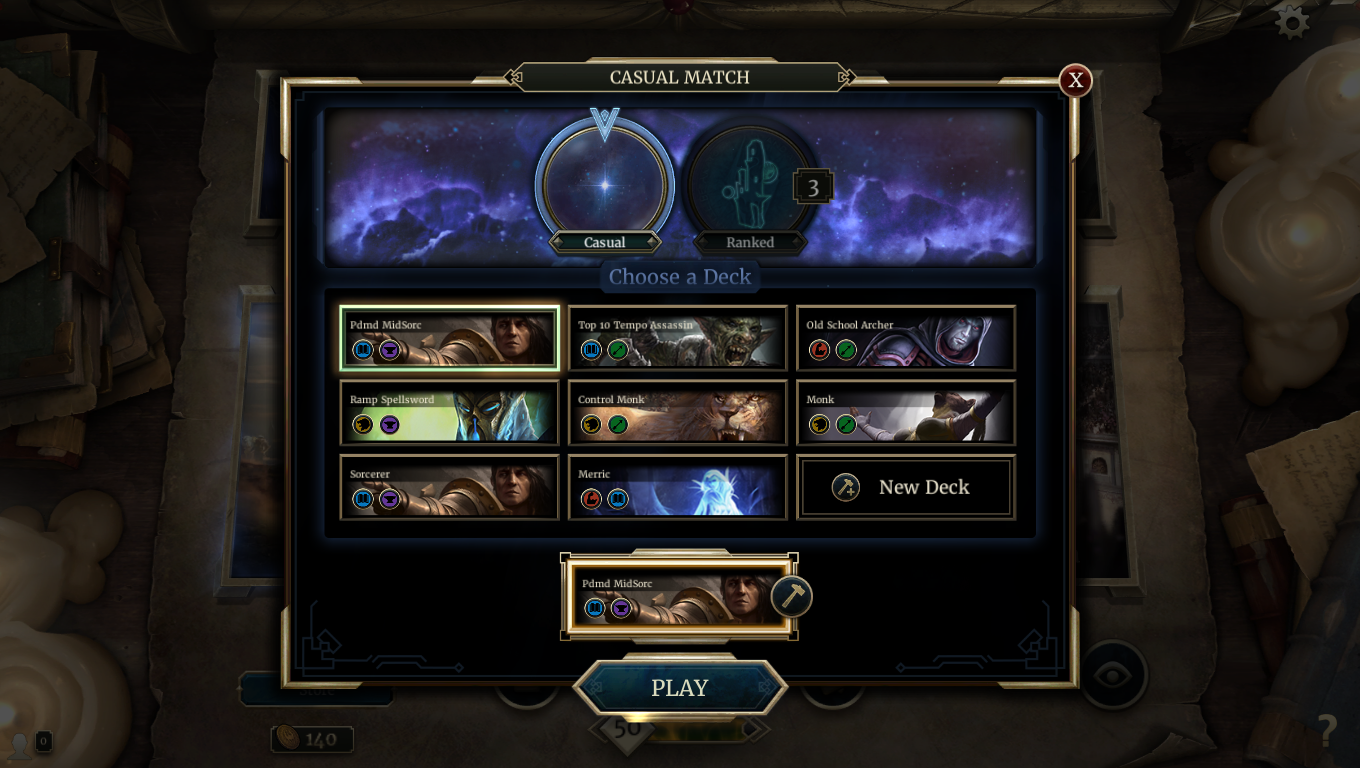 CASUAL MATCH
X
3
Casual
Ranked
Choose a Deck
Pdmd MidSorc
Top 10 Tempo Assassin
Old School Archer
Ramp Spellsword
Control Monk
Monk
Sorcerer
Merric
New Deck
Pdmd MidSorc
PLAY
Store
50
140
0
?